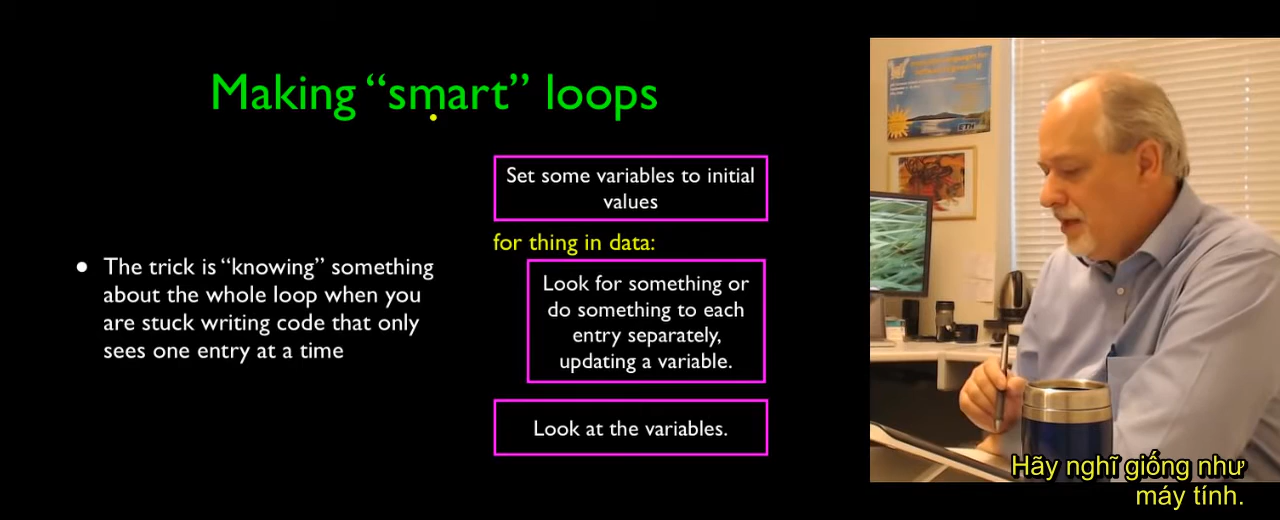 Making “smart” loops
Set some variables to initial
values
for thing in data:
• The trick is “knowing” something
about the whole loop when you
are stuck writing code that only
sees one entry at a time
Look for something or
do something to each
entry separately,
updating a variable.
Look at the variables.
ETH
Hãy nghĩ giống như
máy tính.